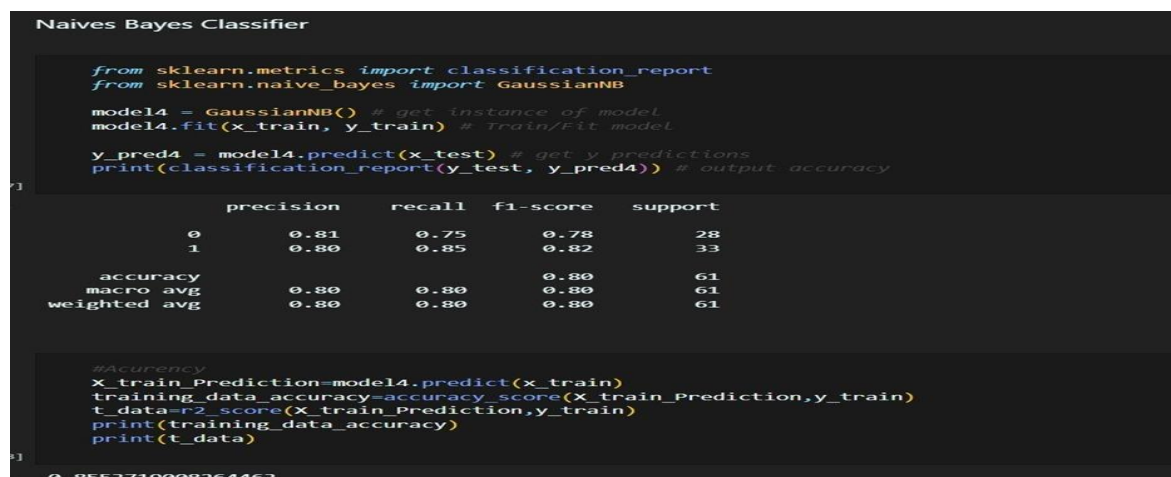 Naives Bayes Classifier
from sklearn.metrics import classification_report
from sklearn.naive_bayes import GaussianNB
model4 = GaussianNB() # get instance of model
model4.fit(x_train, y_train) # Train/Fit model
y_pred4 = model4.predict(x_test) # get y predictions
print(classification_report(y_test, y_pred4)) # output accuracy
7]
precision recall f1-score support
0 0.81 0.75 0.78 28
1 0.80 0.85 0.82 33
accuracy 0.80 61
macro avg 0.80 0.80 0.80 61
weighted avg 0.80 0.80 0.80 61
#Acurency
X_train_Prediction=model4.predict(x_train)
training_data_accuracy=accuracy_score(X_train_Prediction,y_train)
t_data=r2_score(X_train_Prediction,y_train)
print(training_data_accuracy)
print(t_data)